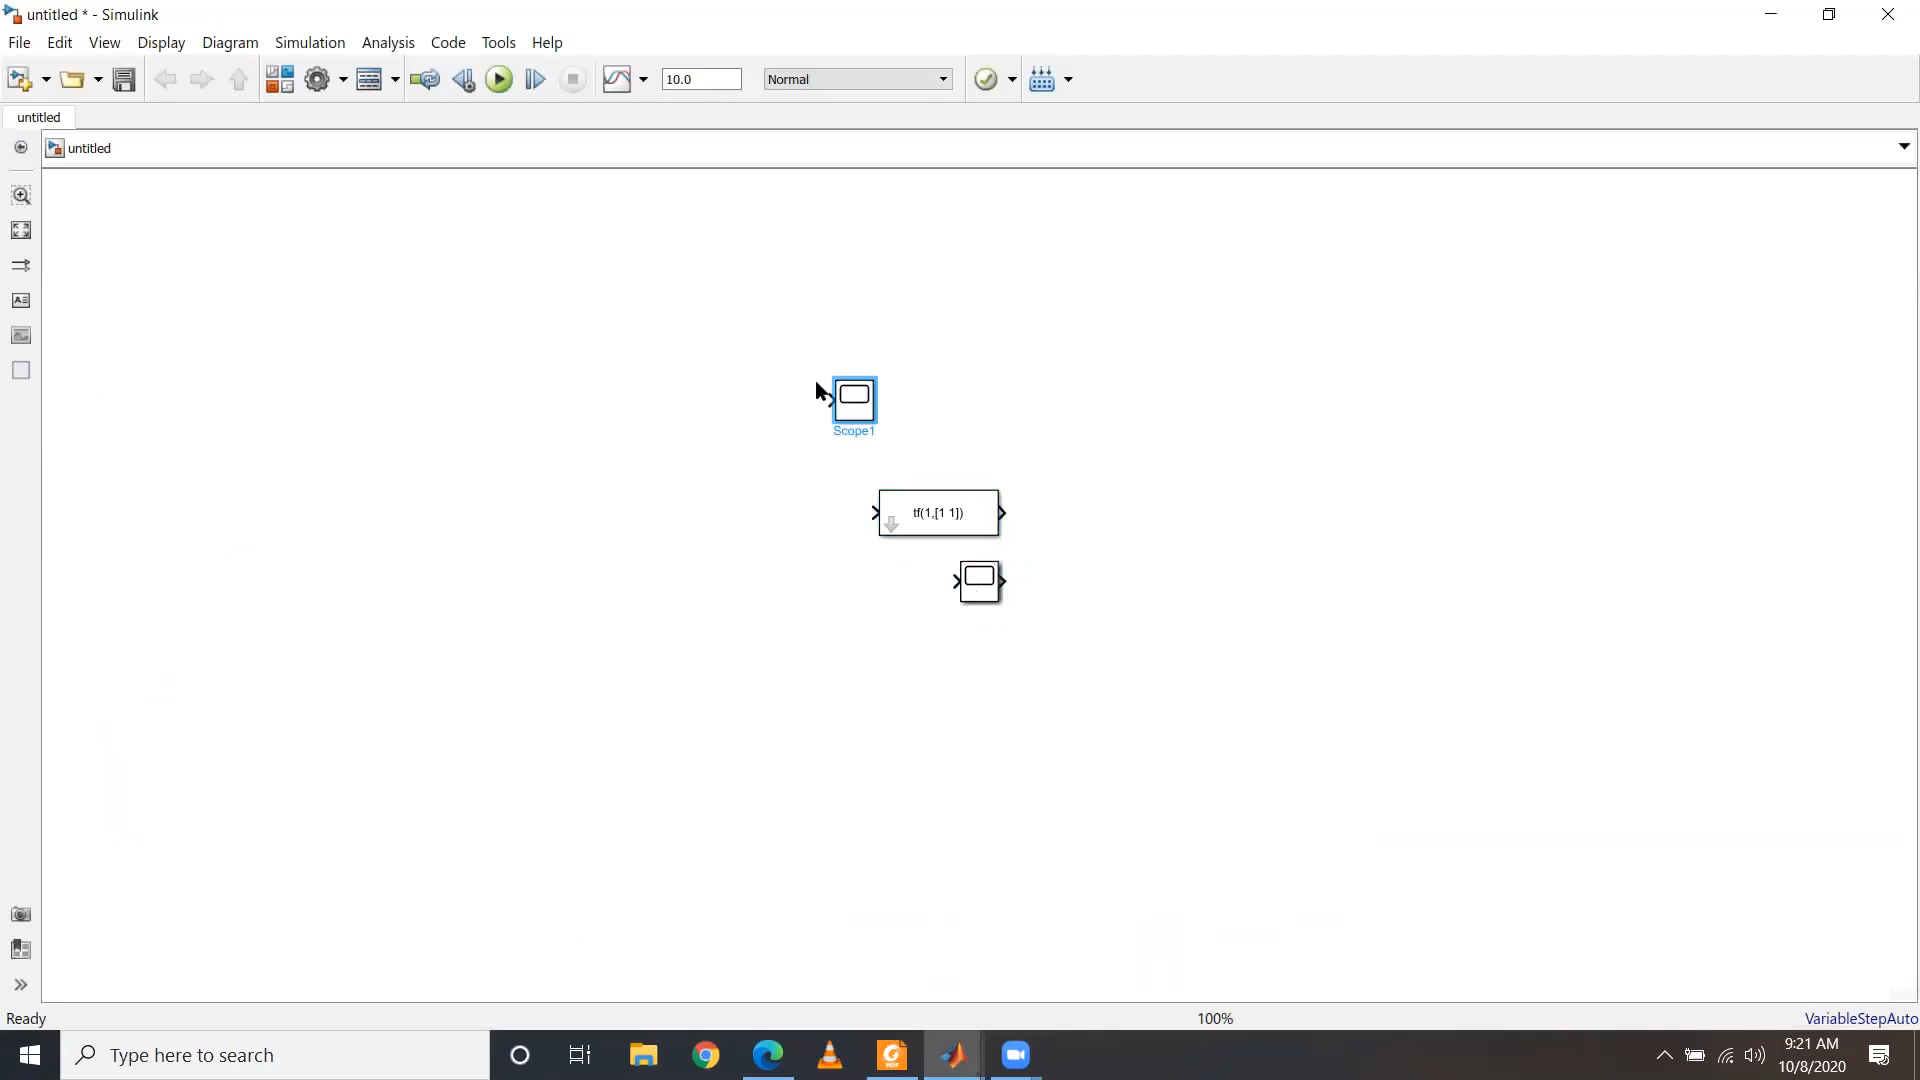 untitled * - Simulink
File Edit View Display Diagram Simulation Analysis Code Tools Help
10.0 Normal
untitled
untitled
Scope1
tf(1,[1 1])
Ready 100% VariableStepAuto
Type here to search
9:21 AM
10/8/2020